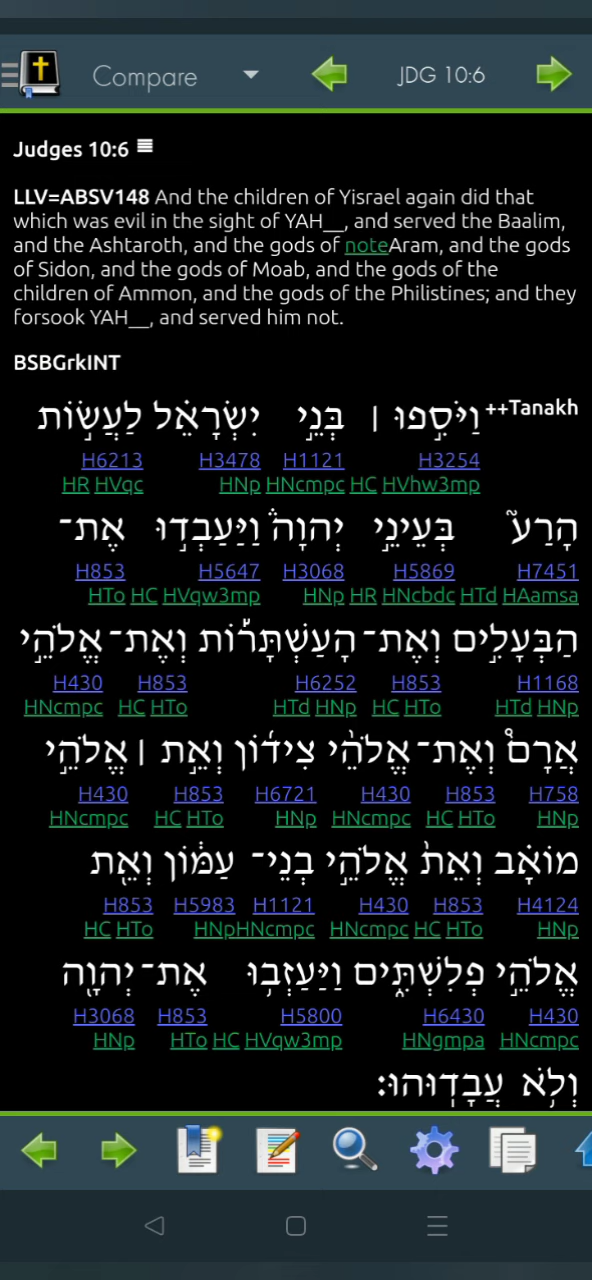 Compare
JDG 10:6
Judges 10:6
LLV=ABSV148 And the children of Yisrael again did that
which was evil in the sight of YAH__, and served the Baalim,
and the Ashtaroth, and the gods of noteAram, and the gods
of Sidon, and the gods of Moab, and the gods of the
children of Ammon, and the gods of the Philistines; and they
forsook YAH__, and served him not.
BSBGrkINT
++Tanakh וַיֹּסִ֣פוּ ׀ בְּנֵ֣י יִשְׂרָאֵ֗ל לַעֲשׂ֣וֹת
H6213 H3478 H1121 H3254
HR HVqc HNp HNcmpc HC HVhw3mp
הָרַע֮ בְּעֵינֵ֣י יְהוָה֒ וַיַּעַבְד֣וּ אֶת־
H853 H5647 H3068 H5869 H7451
HTo HC HVqw3mp HNp HR HNcbdc HTd HAamsa
הַבְּעָלִ֣ים וְאֶת־הָעַשְׁתָּר֡וֹת וְאֶת־אֱלֹהֵ֣י
H430 H853 H6252 H853 H1168
HNcmpc HC HTo HTd HNp HC HTo HTd HNp
אֲרָם֩ וְאֶת־אֱלֹהֵ֨י צִיד֜וֹן וְאֵ֣ת ׀ אֱלֹהֵ֣י
H430 H853 H6721 H430 H853 H758
HNcmpc HC HTo HNp HNcmpc HC HTo HNp
מוֹאָ֗ב וְאֵת֙ אֱלֹהֵ֣י בְנֵי־ עַמּ֔וֹן וְאֵ֖ת
H853 H5983 H1121 H430 H853 H4124
HC HTo HNpHNcmpc HNcmpc HC HTo HNp
אֱלֹהֵ֣י פְלִשְׁתִּ֑ים וַיַּעַזְב֥וּ אֶת־יְהוָ֖ה
H3068 H853 H5800 H6430 H430
HNp HTo HC HVqw3mp HNgmpa HNcmpc
וְלֹ֥א עֲבָדֽוּהוּ׃